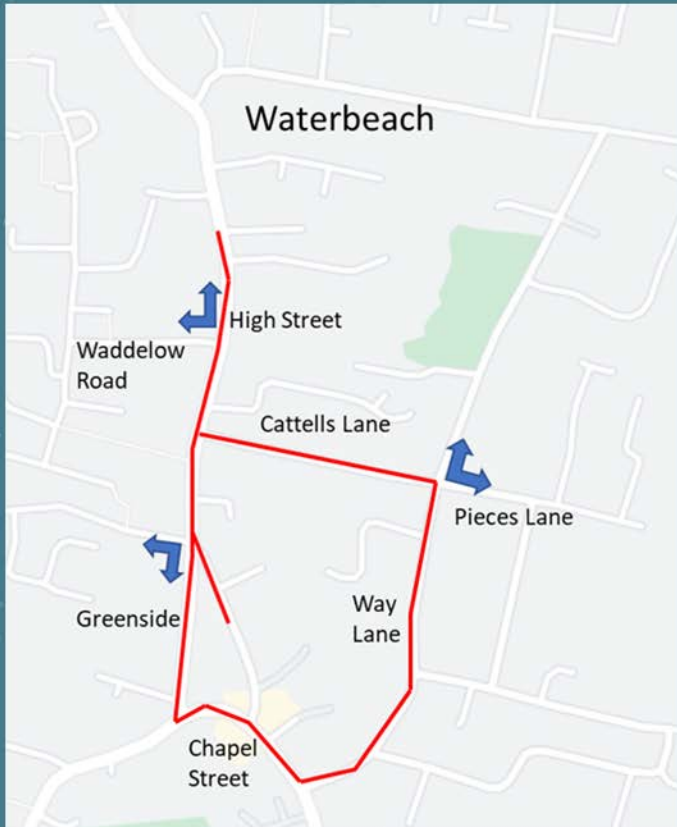 Waterbeach
High Street
Waddelow
Road
Cattells Lane
Pieces Lane
Way
Lane
Greenside
Chapel
Street